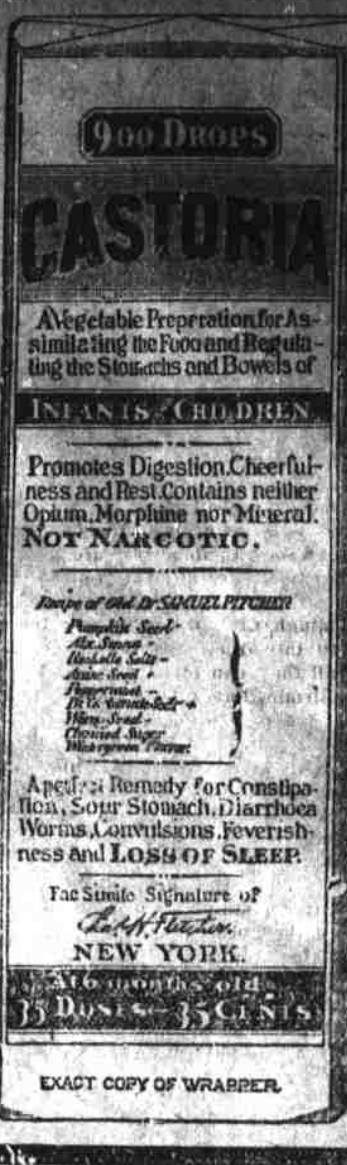 900 DROPS
CASTORIA
A Vegetable Prepration for As-
similating the Food and Regula-
ting the Stomachs and Bowels of
INFANTS CHILDREN
Promotes Digestion.Cheerful-
ness and Rest.Contains neither
Opium,Morphine nor Mineral.
NOT NARCOTIC.
Recipe of Old Dr SAMUEL PITCHER
Pumpkin Seed-
Alx. Senna
Rochelle Salts -
Anise Seed +
Peppermint -
Worm Seed -
Clarified Sugar
Wintergreen Flavor.
A perfect Remedy for Constipa-
tion, Sour Stomach, Diarrhoea
Worms,Convulsions,Feverish-
ness and LOSS OF SLEEP.
Fac Simile Signature of
Chas H. Fletcher.
NEW YORK.
At 6 months old
35 DOSES - 35 CENTS
EXACT COPY OF WRAPPER.